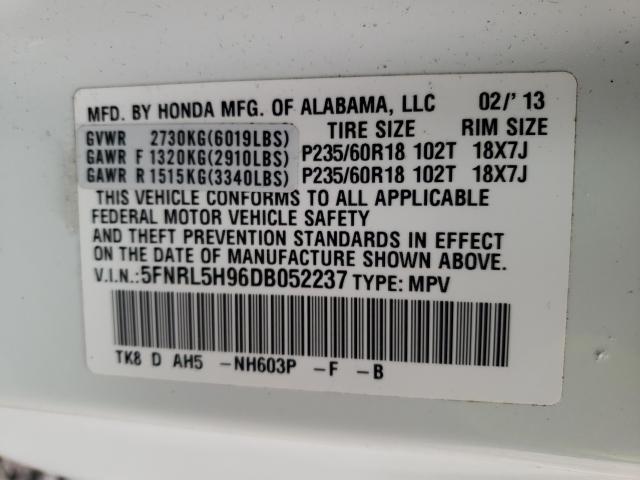 MFD. BY HONDA MFG. OF ALABAMA, LLC 02/'13
GVWR 2730KG(6019LBS) TIRE SIZE RIM SIZE
GAWR F 1320KG(2910LBS) P235/60R18 102T 18X7J
GAWR R 1515KG(3340LBS) P235/60R18 102T 18X7J
THIS VEHICLE CONFORMS TO ALL APPLICABLE
FEDERAL MOTOR VEHICLE SAFETY
AND THEFT PREVENTION STANDARDS IN EFFECT
ON THE DATE OF MANUFACTURE SHOWN ABOVE.
V.I.N.: 5FNRL5H96DB052237 TYPE: MPV
TK8 D AH5 -NH603P -F -B